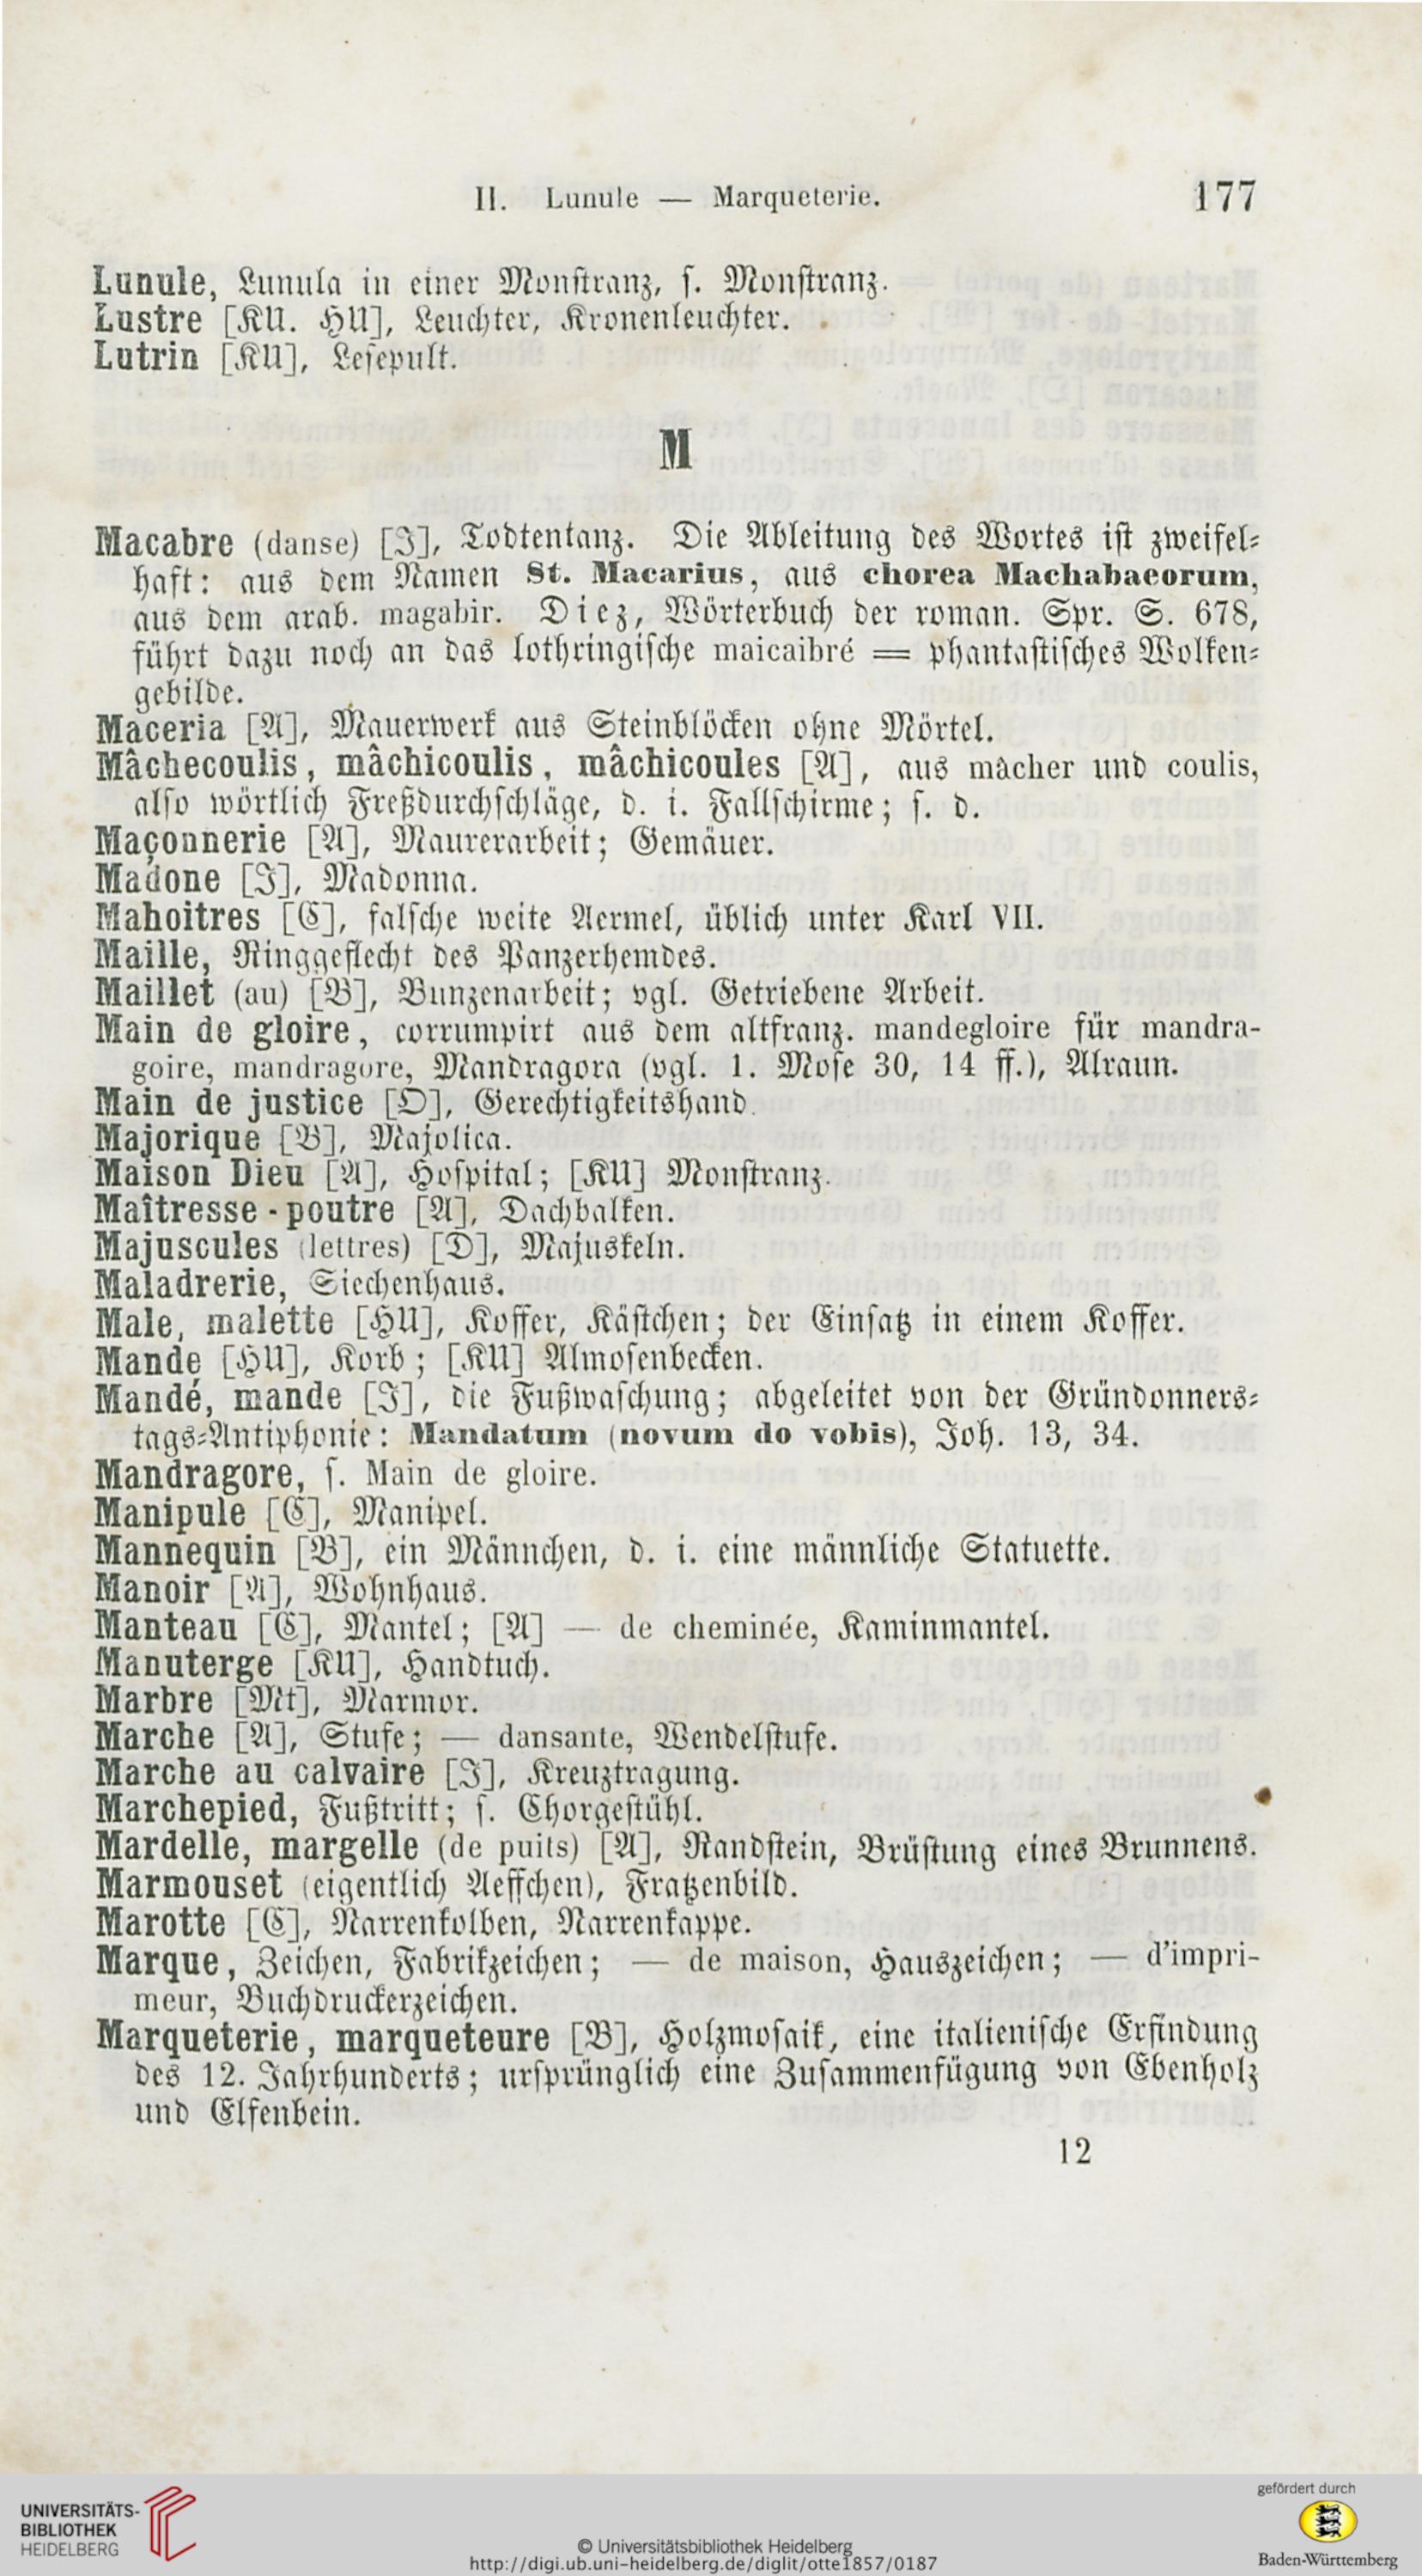 II. Lunule — Marqueterie. 177
Lunule, Lunula in einer Monstranz, s. Monstranz.
Lustre [KU. HU], Leuchter, Kronenleuchter.
Lutrin [KU], Lesepult.
M
Macabre (danse) [I], Todtentanz. Die Ableitung des Wortes ist zweifel-
haft: aus dem Namen St. Macarius, aus chorea Machabaeorum,
aus dem arab. magabir. Diez, Wörterbuch der roman. Spr. S. 678,
führt dazu noch an das lothringische maicaibré = phantastisches Wolken-
gebilde.
Maceria [A], Mauerwerk aus Steinblöcken ohne Mörtel.
Mâchecoulis, mâchicoulis, mâchicoules [A], aus mâcher und coulis,
also wörtlich Freßdurchschläge, d. i. Fallschirme; s. d.
Maçonnerie [A], Maurerarbeit; Gemäuer.
Madone [I], Madonna.
Mahoitres [C], falsche weite Aermel, üblich unter Karl VII.
Maille, Ringgeflecht des Panzerhemdes.
Maillet (au) [B], Bunzenarbeit; vgl. Getriebene Arbeit.
Main de gloire, corrumpirt aus dem altfranz. mandegloire für mandra-
goire, mandragore, Mandragora (vgl. 1. Mose 30, 14 ff.), Alraun.
Main de justice [O], Gerechtigkeitshand.
Majorique [B], Majolica.
Maison Dieu [A], Hospital; [KU] Monstranz.
Maîtresse-poutre [A], Dachbalken.
Majuscules (lettres) [D], Majuskeln.
Maladrerie, Siechenhaus.
Male, malette [HU], Koffer, Kästchen; der Einsatz in einem Koffer.
Mande [HU], Korb; [KU] Almosenbecken.
Mandé, mande [I], die Fußwaschung; abgeleitet von der Gründonners-
tags-Antiphonie: Mandatum (novum do vobis), Joh. 13, 34.
Mandragore, s. Main de gloire.
Manipule [C], Manipel.
Mannequin [B], ein Männchen, d. i. eine männliche Statuette.
Manoir [A], Wohnhaus.
Manteau [C], Mantel; [A] — de cheminée, Kaminmantel.
Manuterge [KU], Handtuch.
Marbre [Mt], Marmor.
Marche [A], Stufe; — dansante, Wendelstufe.
Marche au calvaire [I], Kreuztragung.
Marchepied, Fußtritt; s. Chorgestühl.
Mardelle, margelle (de puits) [A], Randstein, Brüstung eines Brunnens.
Marmouset (eigentlich Aeffchen), Fratzenbild.
Marotte [C], Narrenkolben, Narrenkappe.
Marque, Zeichen, Fabrikzeichen; — de maison, Hauszeichen; — d'impri-
meur, Buchdruckerzeichen.
Marqueterie, marqueteure [B], Holzmosaik, eine italienische Erfindung
des 12. Jahrhunderts; ursprünglich eine Zusammenfügung von Ebenholz
und Elfenbein.
12
UNIVERSITÄTS-
BIBLIOTHEK
HEIDELBERG
© Universitätsbibliothek Heidelberg
http://digi.ub.uni-heidelberg.de/diglit/otte1857/0187
gefördert durch
Baden-Württemberg